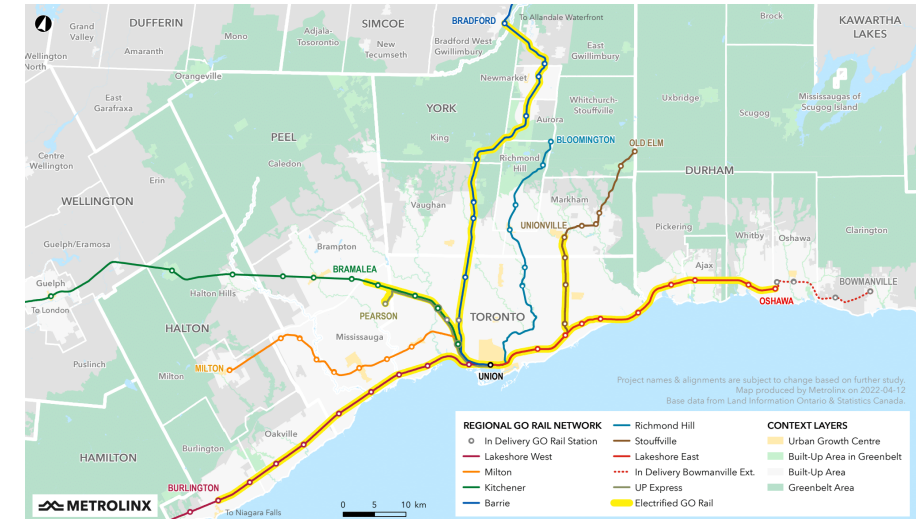 Grand
Valley
DUFFERIN
Mono
Adjala-
Tosorontio
SIMCOE
New
Tecumseth
BRADFORD
To Allandale Waterfront
Bradford West
Gwillimbury
East
Gwillimbury
Brock
KAWARTHA
LAKES
Wellington
North
Amaranth
Orangeville
East
Garafraxa
Newmarket
Whitchurch-
Stouffville
Uxbridge
Mississaugas of
Scugog Island
Scugog
YORK
Aurora
PEEL
King
BLOOMINGTON
OLD ELM
Centre
Wellington
Caledon
Richmond
Hill
DURHAM
Erin
WELLINGTON
Vaughan
Markham
UNIONVILLE
Pickering
Whitby
Oshawa
Clarington
Guelph/Eramosa
Brampton
BRAMALEA
Ajax
Guelph
To London
Halton Hills
PEARSON
OSHAWA
BOWMANVILLE
HALTON
TORONTO
Mississauga
Puslinch
Milton
MILTON
UNION
Project names & alignments are subject to change based on further study.
Map produced by Metrolinx on 2022-04-12
Base data from Land Information Ontario & Statistics Canada.
Oakville
Burlington
HAMILTON
BURLINGTON
To Niagara Falls
METROLINX
0 5 10 km
REGIONAL GO RAIL NETWORK
In Delivery GO Rail Station
Lakeshore West
Milton
Kitchener
Barrie
Richmond Hill
Stouffville
Lakeshore East
In Delivery Bowmanville Ext.
UP Express
Electrified GO Rail
CONTEXT LAYERS
Urban Growth Centre
Built-Up Area in Greenbelt
Built-Up Area
Greenbelt Area